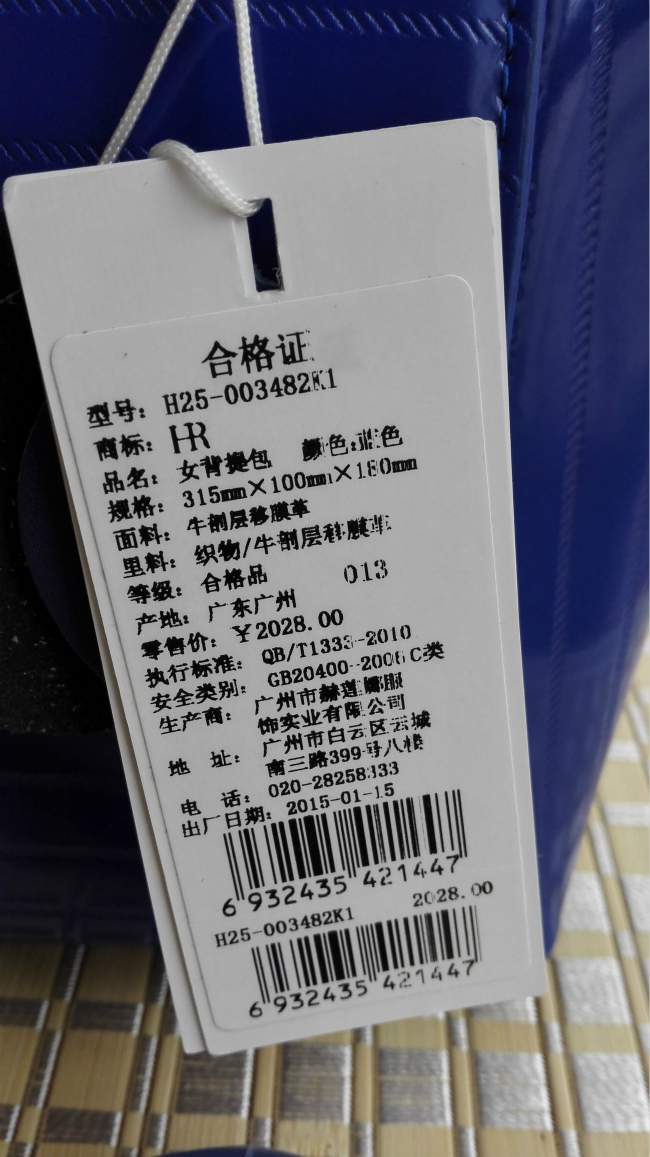 合格证
型号: H25-003482K1
商标: HR
品名: 女背提包 颜色:蓝色
规格: 315mm×100mm×180mm
面料: 牛剖层移膜革
里料: 织物/牛剖层移膜革
等级: 合格品 013
产地: 广东广州
零售价: ￥2028.00
执行标准: QB/T1333-2010
安全类别: GB20400-2006 C类
生产商: 广州市赫莲娜服
饰实业有限公司
地 址: 广州市白云区云城
南三路399号八楼
电 话: 020-28258333
出厂日期: 2015-01-15
6 932435 421447
H25-003482K1 2028.00
6 932435 421447